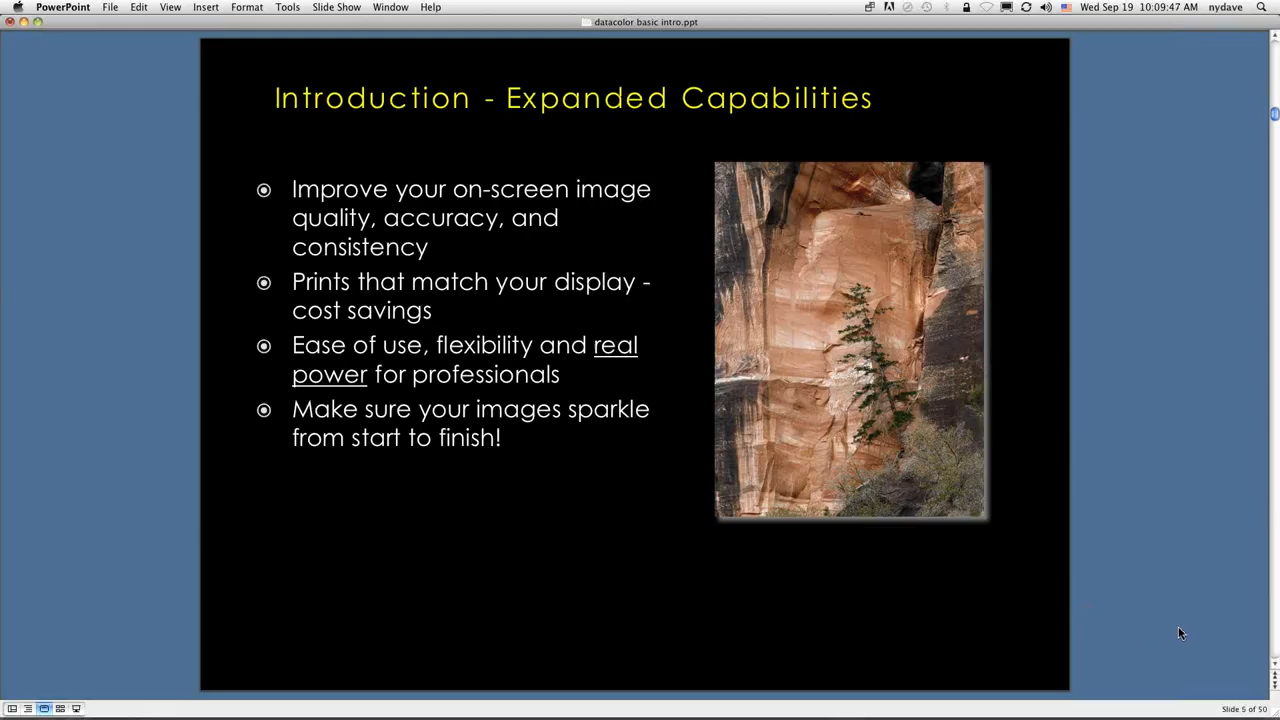 PowerPoint File Edit View Insert Format Tools Slide Show Window Help Wed Sep 19 10:09:47 AM nydave
datacolor basic intro.ppt
Introduction - Expanded Capabilities
Improve your on-screen image
quality, accuracy, and
consistency
Prints that match your display -
cost savings
Ease of use, flexibility and real
power for professionals
Make sure your images sparkle
from start to finish!
Slide 5 of 50